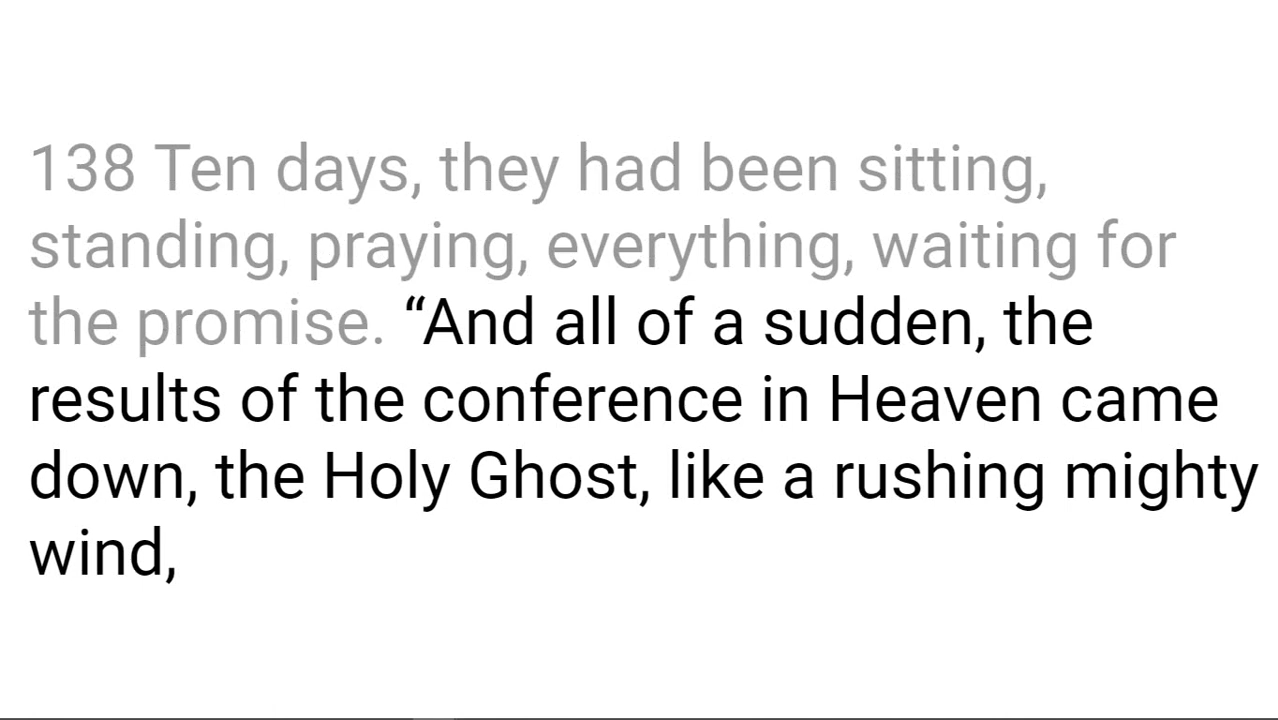 138 Ten days, they had been sitting,
standing, praying, everything, waiting for
the promise. “And all of a sudden, the
results of the conference in Heaven came
down, the Holy Ghost, like a rushing mighty
wind,